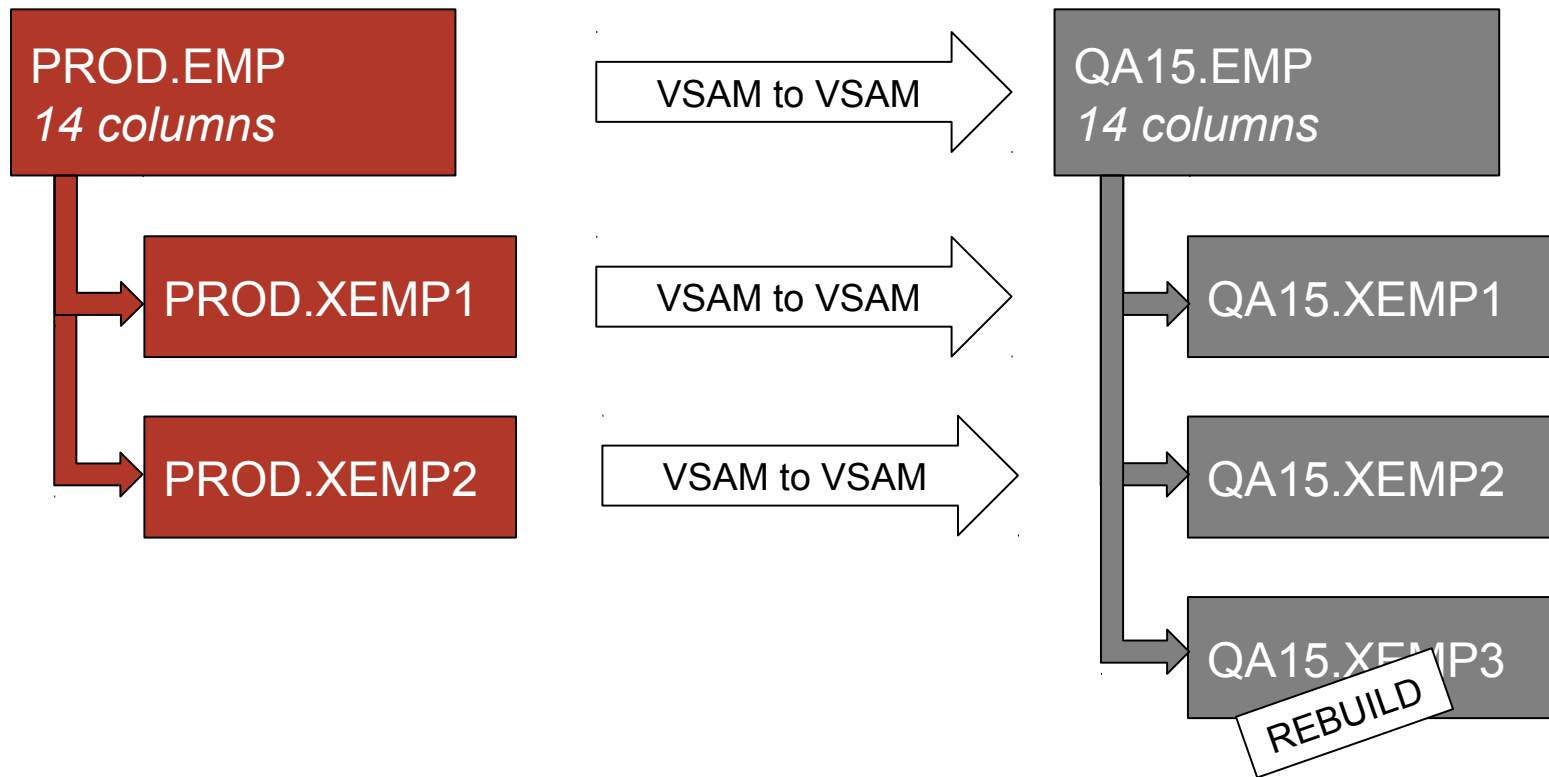 PROD.EMP
14 columns
VSAM to VSAM
QA15.EMP
14 columns
PROD.XEMP1
VSAM to VSAM
QA15.XEMP1
PROD.XEMP2
VSAM to VSAM
QA15.XEMP2
QA15.XEMP3
REBUILD